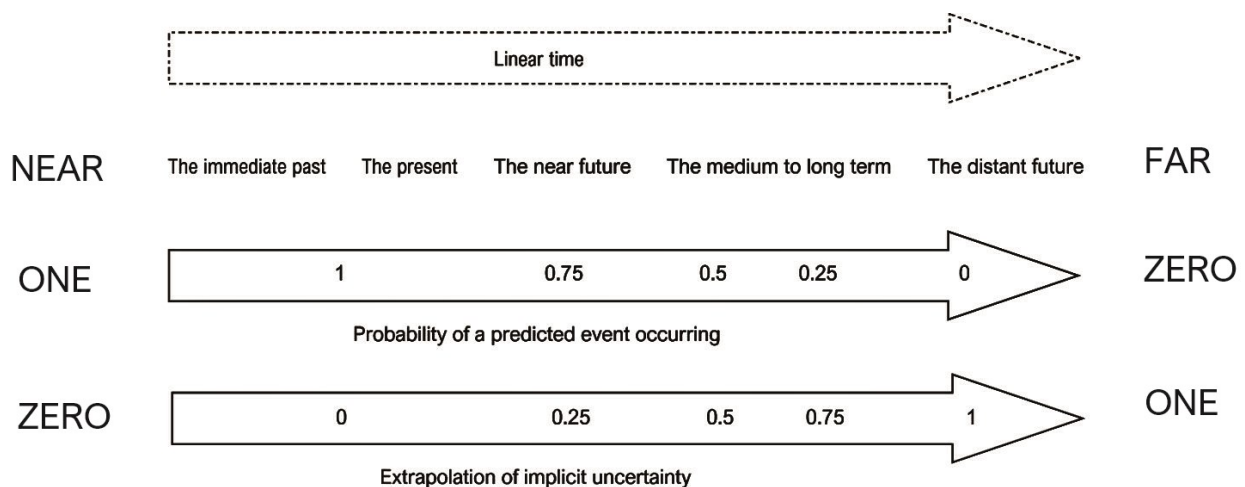 Linear time
NEAR The immediate past The present The near future The medium to long term The distant future FAR
ONE 1 0.75 0.5 0.25 0 ZERO
Probability of a predicted event occurring
ZERO 0 0.25 0.5 0.75 1 ONE
Extrapolation of implicit uncertainty